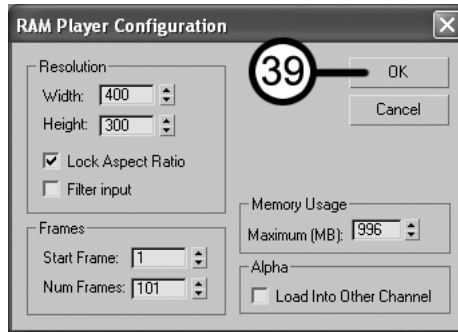 RAM Player Configuration
Resolution
Width: 400
Height: 300
Lock Aspect Ratio
Filter input
Frames
Start Frame: 1
Num Frames: 101
39
OK
Cancel
Memory Usage
Maximum (MB): 996
Alpha
Load Into Other Channel